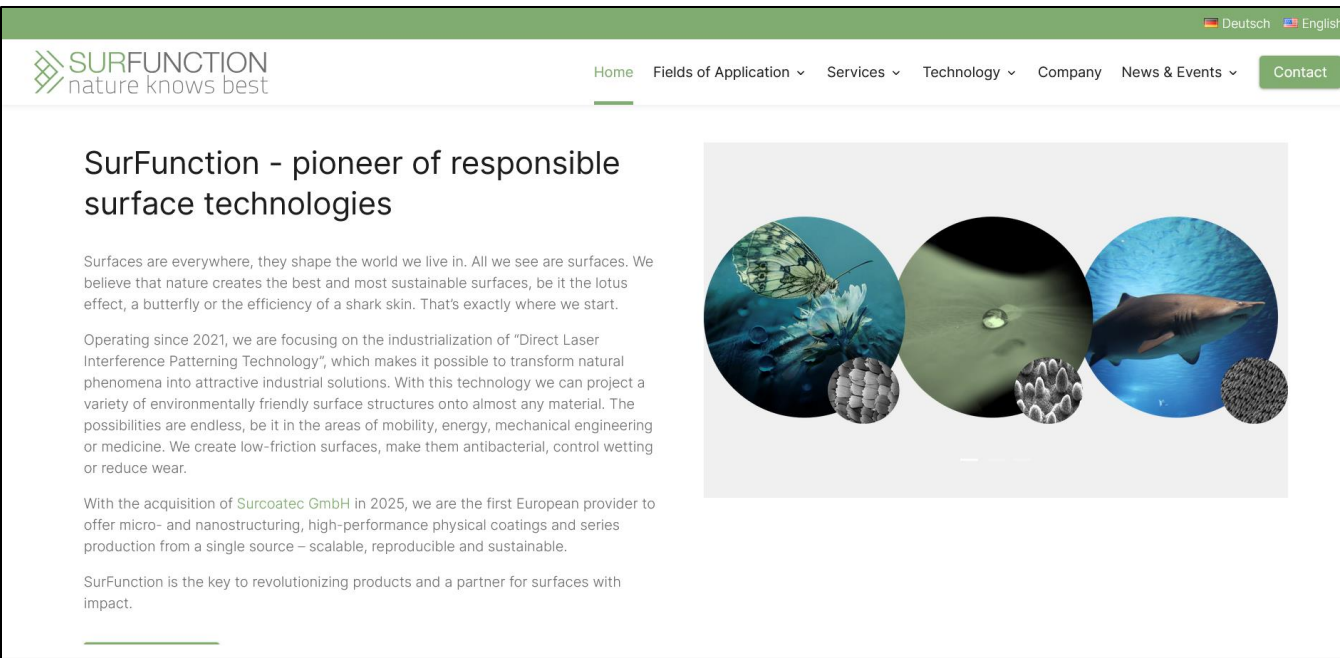 Deutsch English
SURFUNCTION
nature knows best
Home Fields of Application Services Technology Company News & Events Contact
SurFunction - pioneer of responsible
surface technologies
Surfaces are everywhere, they shape the world we live in. All we see are surfaces. We
believe that nature creates the best and most sustainable surfaces, be it the lotus
effect, a butterfly or the efficiency of a shark skin. That's exactly where we start.
Operating since 2021, we are focusing on the industrialization of "Direct Laser
Interference Patterning Technology", which makes it possible to transform natural
phenomena into attractive industrial solutions. With this technology we can project a
variety of environmentally friendly surface structures onto almost any material. The
possibilities are endless, be it in the areas of mobility, energy, mechanical engineering
or medicine. We create low-friction surfaces, make them antibacterial, control wetting
or reduce wear.
With the acquisition of Surcoatec GmbH in 2025, we are the first European provider to
offer micro- and nanostructuring, high-performance physical coatings and series
production from a single source – scalable, reproducible and sustainable.
SurFunction is the key to revolutionizing products and a partner for surfaces with
impact.